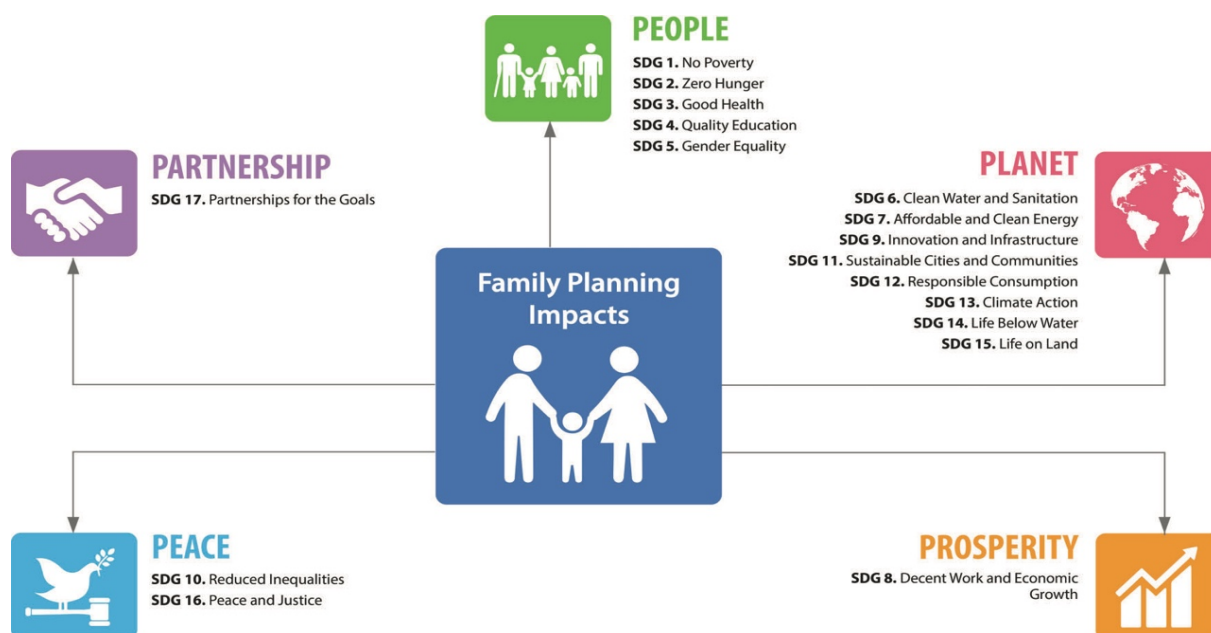 PEOPLE
SDG 1. No Poverty
SDG 2. Zero Hunger
SDG 3. Good Health
SDG 4. Quality Education
SDG 5. Gender Equality
PARTNERSHIP
SDG 17. Partnerships for the Goals
PLANET
SDG 6. Clean Water and Sanitation
SDG 7. Affordable and Clean Energy
SDG 9. Innovation and Infrastructure
SDG 11. Sustainable Cities and Communities
SDG 12. Responsible Consumption
SDG 13. Climate Action
SDG 14. Life Below Water
SDG 15. Life on Land
Family Planning
Impacts
PEACE
SDG 10. Reduced Inequalities
SDG 16. Peace and Justice
PROSPERITY
SDG 8. Decent Work and Economic
Growth